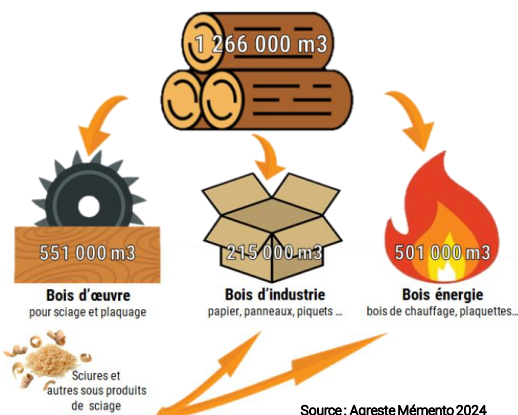 1 266 000 m3
551 000 m3
215 000 m3
501 000 m3
Bois d'œuvre
pour sciage et plaquage
Bois d'industrie
papier, panneaux, piquets ...
Bois énergie
bois de chauffage, plaquettes...
Sciures et
autres sous produits
de sciage
Source : Agreste Mémento 2024